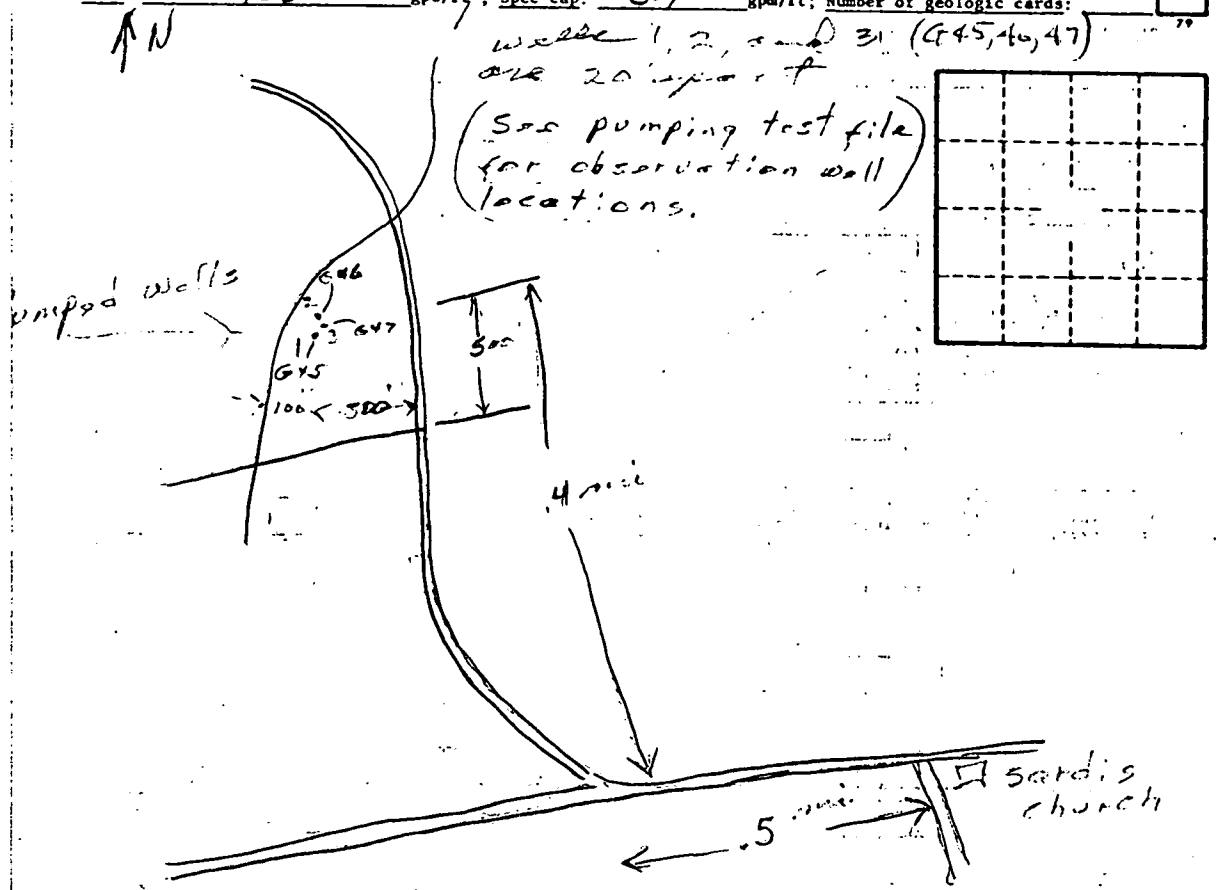 Spec cap: gpm/ft; Number of geologic cards:
79
N
wells 1, 2, and 3 (G45,46,47)
are 20' apart
(See pumping test file
for observation well
locations.)
Pumped wells
G46
G47
G45
500
100' 300'
.4 mi
Sardis
church
.5 mi